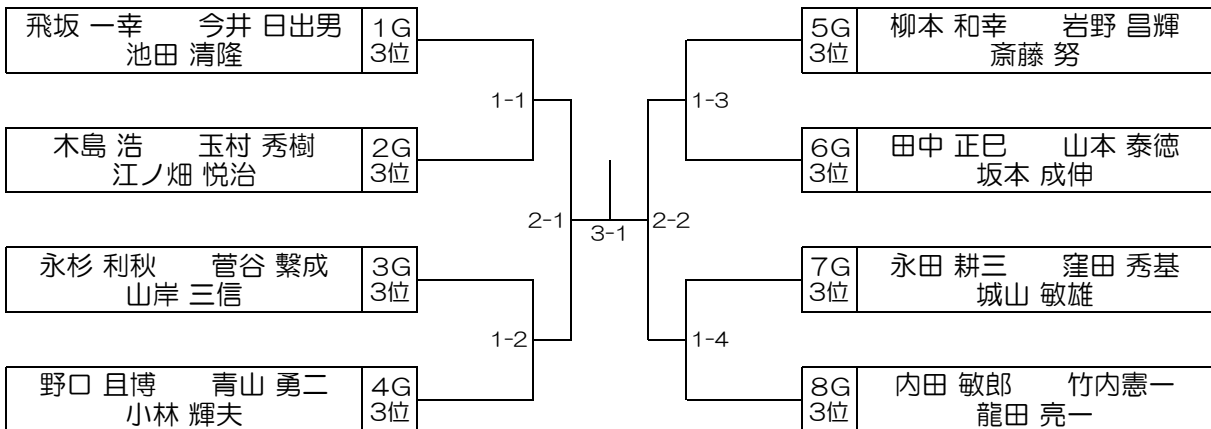 飛坂 一幸 今井 日出男 1G
池田 清隆 3位
1-1
木島 浩 玉村 秀樹 2G
江ノ畑 悦治 3位
2-1
永杉 利秋 菅谷 繋成 3G
山岸 三信 3位
1-2
野口 且博 青山 勇二 4G
小林 輝夫 3位
3-1
5G 柳本 和幸 岩野 昌輝
3位 斎藤 努
1-3
6G 田中 正巳 山本 泰徳
3位 坂本 成伸
2-2
7G 永田 耕三 窪田 秀基
3位 城山 敏雄
1-4
8G 内田 敏郎 竹内憲一
3位 龍田 亮一